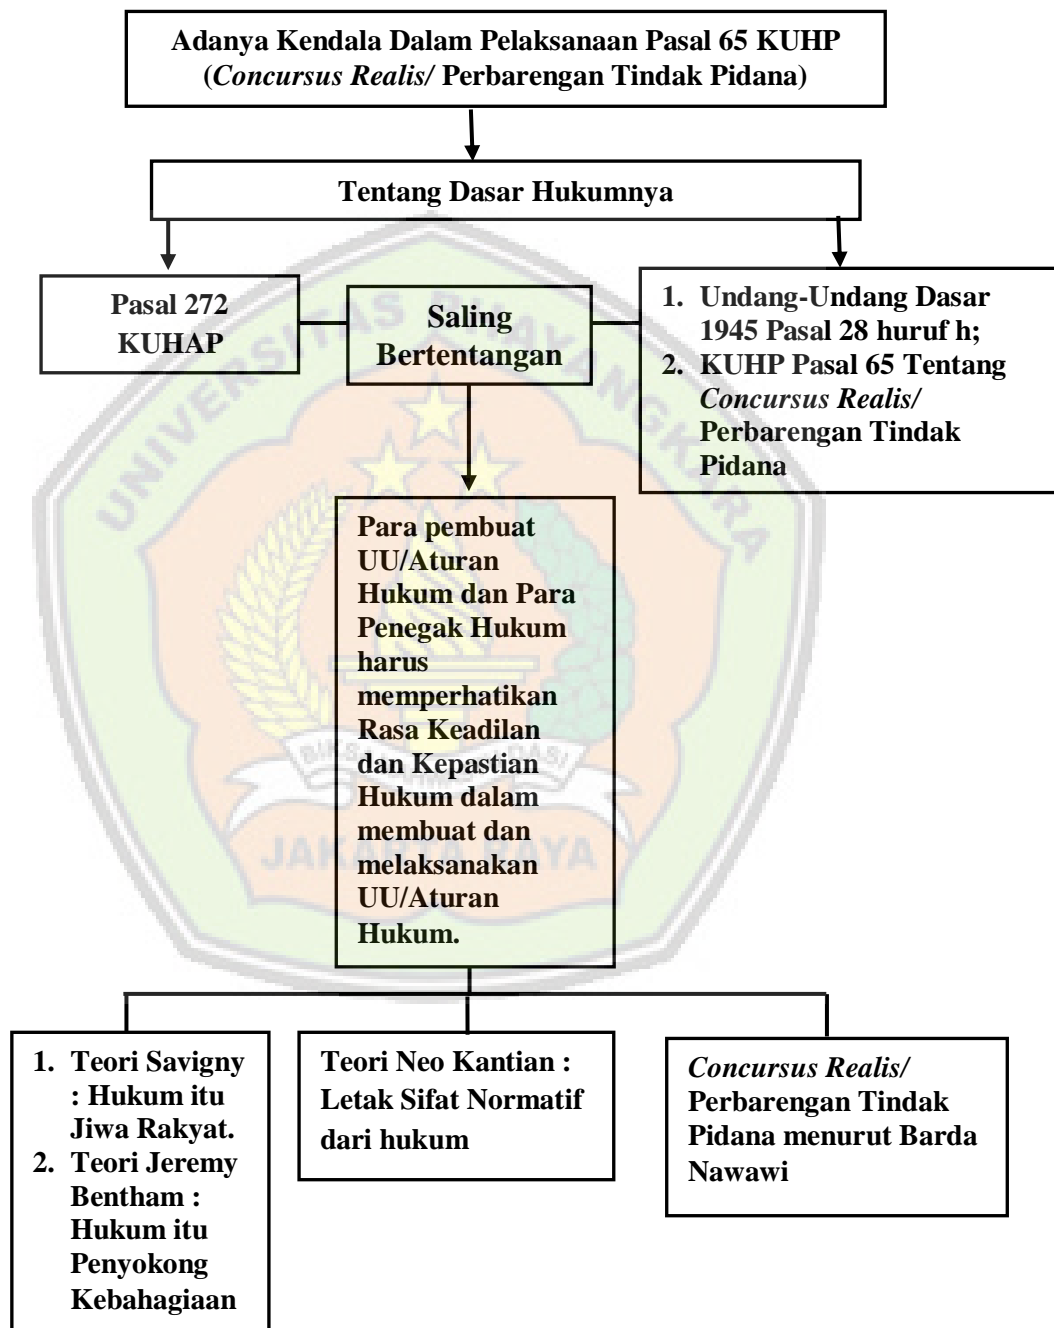 Adanya Kendala Dalam Pelaksanaan Pasal 65 KUHP
(Concursus Realis/ Perbarengan Tindak Pidana)
Tentang Dasar Hukumnya
Pasal 272
KUHAP
Saling
Bertentangan
1. Undang-Undang Dasar
1945 Pasal 28 huruf h;
2. KUHP Pasal 65 Tentang
Concursus Realis/
Perbarengan Tindak
Pidana
Para pembuat
UU/Aturan
Hukum dan Para
Penegak Hukum
harus
memperhatikan
Rasa Keadilan
dan Kepastian
Hukum dalam
membuat dan
melaksanakan
UU/Aturan
Hukum.
1. Teori Savigny
: Hukum itu
Jiwa Rakyat.
2. Teori Jeremy
Bentham :
Hukum itu
Penyokong
Kebahagiaan
Teori Neo Kantian :
Letak Sifat Normatif
dari hukum
Concursus Realis/
Perbarengan Tindak
Pidana menurut Barda
Nawawi
UNIVERSITAS BHAYANGKARA
JAKARTA RAYA